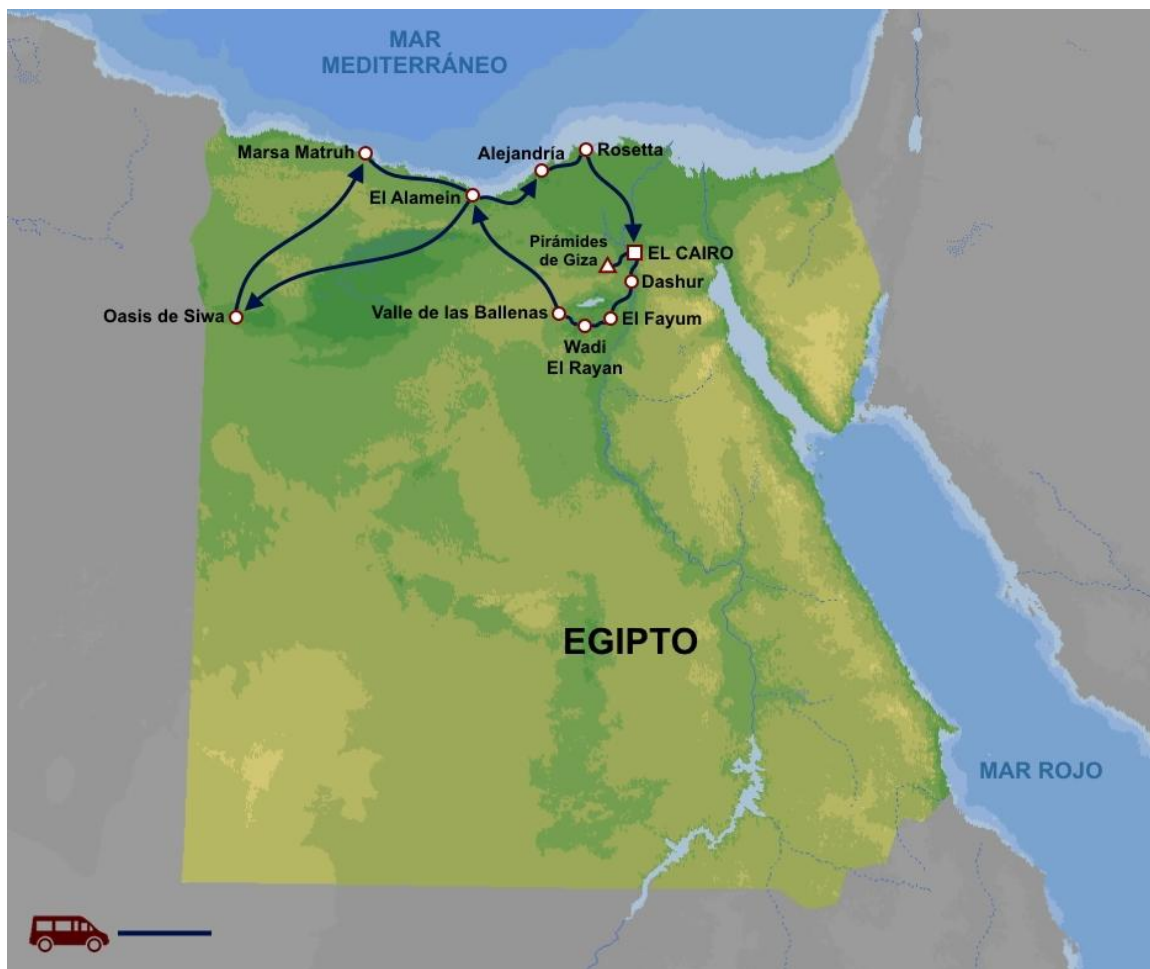 MAR
MEDITERRÁNEO
Marsa Matruh
Alejandría
Rosetta
El Alamein
Pirámides
de Giza
EL CAIRO
Dashur
Oasis de Siwa
Valle de las Ballenas
El Fayum
Wadi
El Rayan
EGIPTO
MAR ROJO